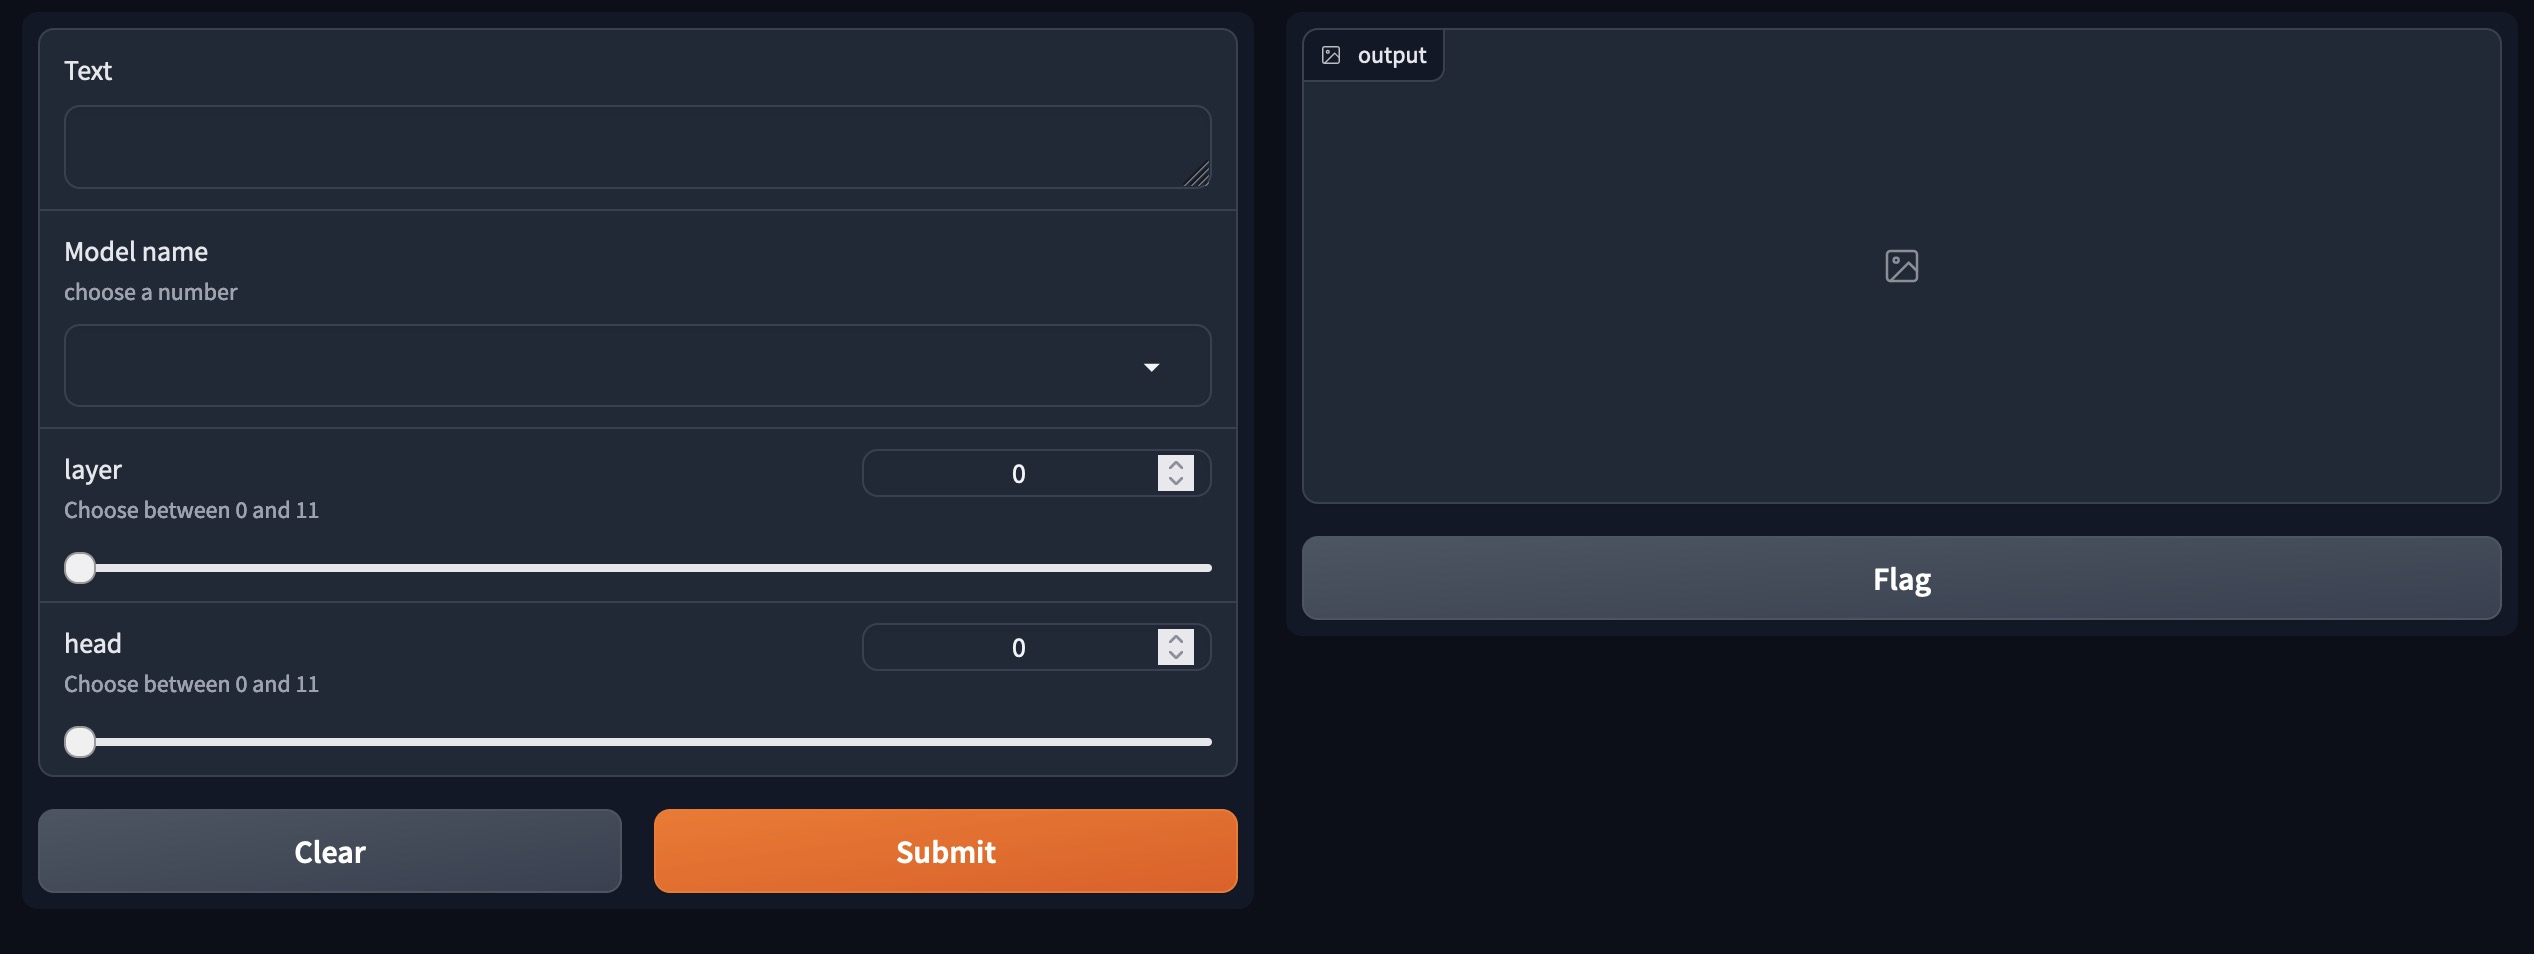 Text
Model name
choose a number
layer
0
Choose between 0 and 11
head
0
Choose between 0 and 11
Clear
Submit
output
Flag